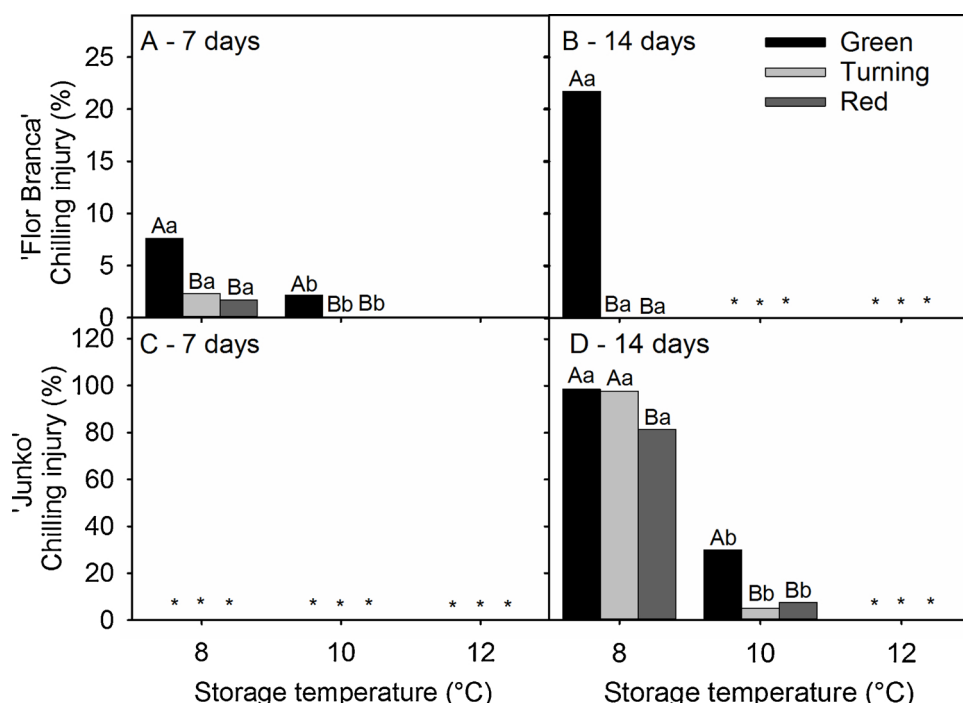 A - 7 days
B - 14 days
Green
Turning
Red
'Flor Branca'
Chilling injury (%)
25
20
15
10
5
0
Aa
Ba
Ba
Ab
Bb
Bb
Aa
Ba
Ba
* * *
* * *
C - 7 days
D - 14 days
'Junko'
Chilling injury (%)
120
100
80
60
40
20
0
* * *
* * *
* * *
Aa
Aa
Ba
Ab
Bb
Bb
* * *
8
10
12
8
10
12
Storage temperature (°C)
Storage temperature (°C)